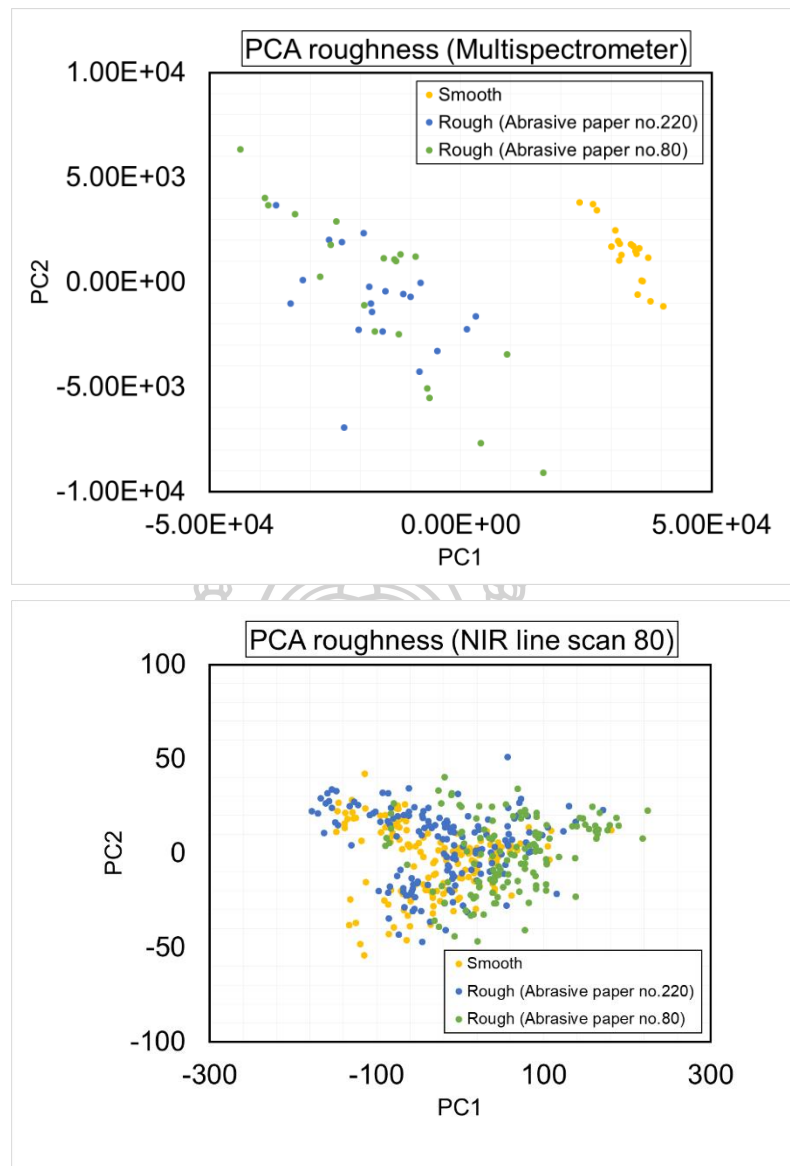 PCA roughness (Multispectrometer)
1.00E+04
Smooth
Rough (Abrasive paper no.220)
Rough (Abrasive paper no.80)
5.00E+03
0.00E+00
PC2
-5.00E+03
-1.00E+04
-5.00E+04 0.00E+00 5.00E+04
PC1
PCA roughness (NIR line scan 80)
100
50
0
PC2
-50
Smooth
Rough (Abrasive paper no.220)
Rough (Abrasive paper no.80)
-100
-300 -100 100 300
PC1